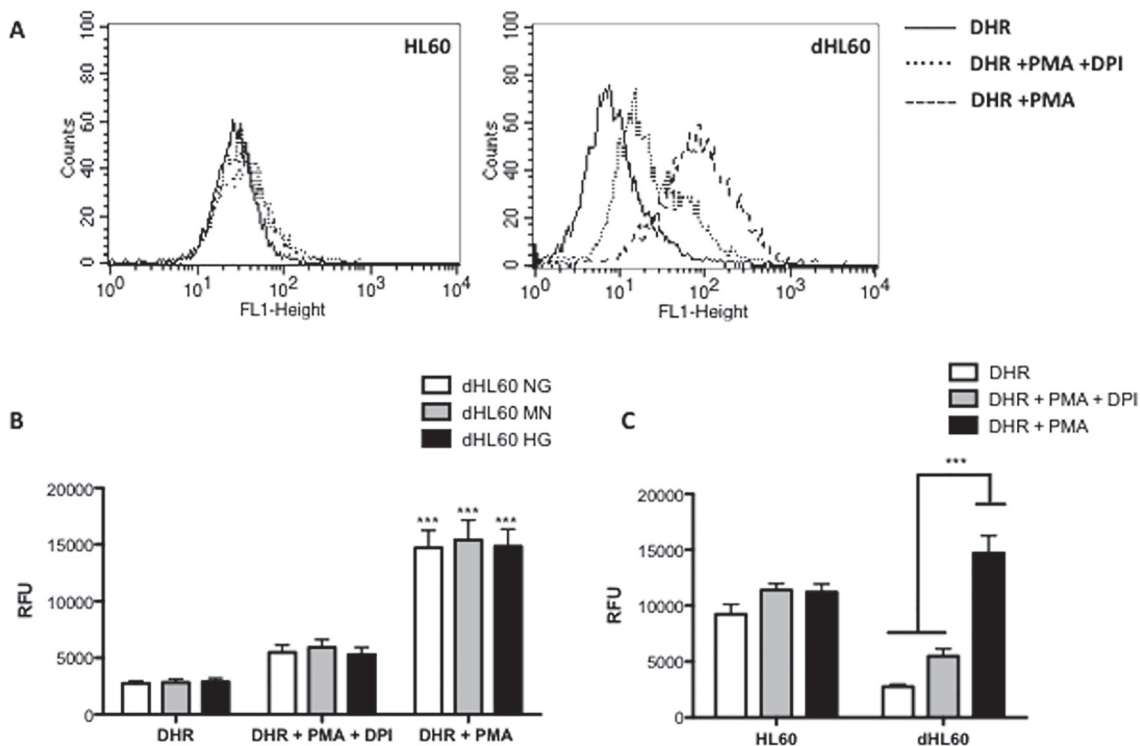 A
HL60
Counts
100
80
60
40
20
0
10^0 10^1 10^2 10^3 10^4
FL1-Height
dHL60
Counts
100
80
60
40
20
0
10^0 10^1 10^2 10^3 10^4
FL1-Height
DHR
DHR +PMA +DPI
DHR +PMA
B
dHL60 NG
dHL60 MN
dHL60 HG
RFU
20000
15000
10000
5000
0
*** *** ***
DHR DHR + PMA + DPI DHR + PMA
C
DHR
DHR + PMA + DPI
DHR + PMA
***
RFU
20000
15000
10000
5000
0
HL60 dHL60